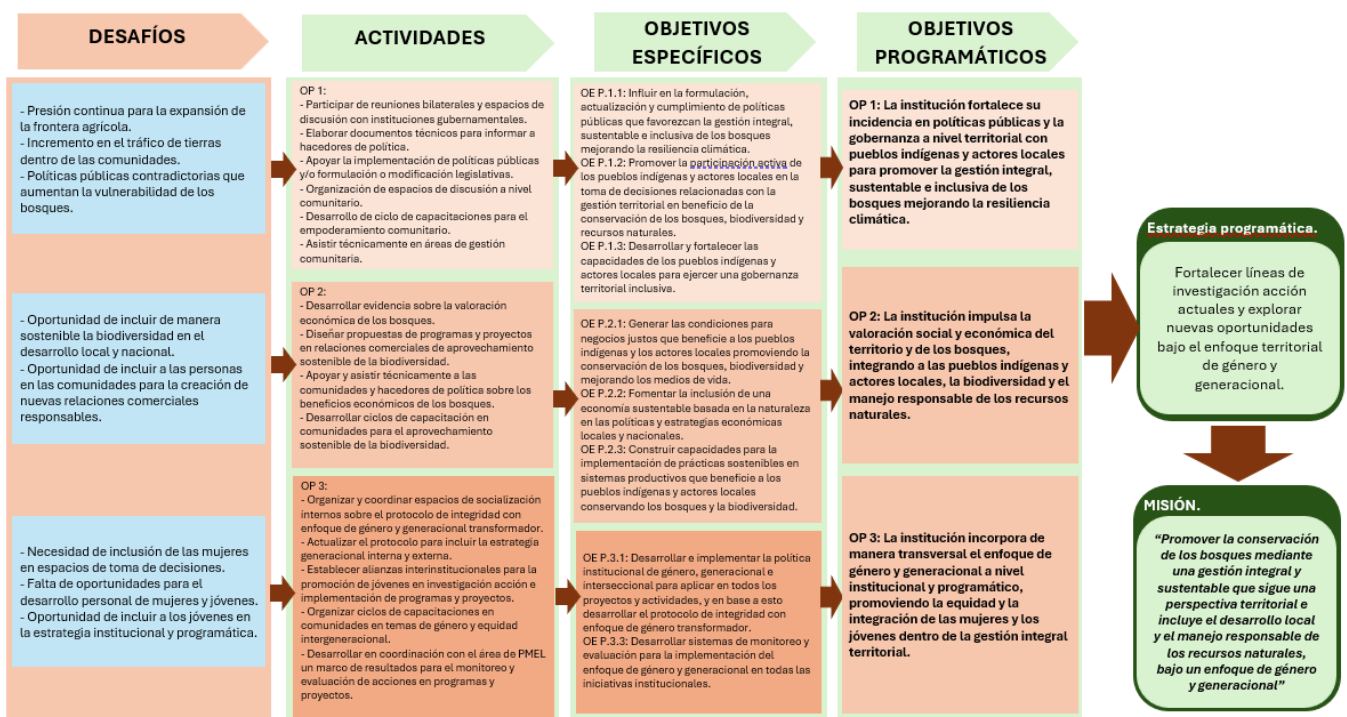 DESAFÍOS
- Presión continua para la expansión de
la frontera agrícola.
- Incremento en el tráfico de tierras
dentro de las comunidades.
- Políticas públicas contradictorias que
aumentan la vulnerabilidad de los
bosques.
- Oportunidad de incluir de manera
sostenible la biodiversidad en el
desarrollo local y nacional.
- Oportunidad de incluir a las personas
en las comunidades para la creación de
nuevas relaciones comerciales
responsables.
- Necesidad de inclusión de las mujeres
en espacios de toma de decisiones.
- Falta de oportunidades para el
desarrollo personal de mujeres y jóvenes.
- Oportunidad de incluir a los jóvenes en
la estrategia institucional y programática.
ACTIVIDADES
OP 1:
- Participar de reuniones bilaterales y espacios de
discusión con instituciones gubernamentales.
- Elaborar documentos técnicos para informar a
hacedores de política.
- Apoyar la implementación de políticas públicas
y/o formulación o modificación legislativas.
- Organización de espacios de discusión a nivel
comunitario.
- Desarrollo de ciclo de capacitaciones para el
empoderamiento comunitario.
- Asistir técnicamente en áreas de gestión
comunitaria.
OP 2:
- Desarrollar evidencia sobre la valoración
económica de los bosques.
- Diseñar propuestas de programas y proyectos
en relaciones comerciales de aprovechamiento
sostenible de la biodiversidad.
- Apoyar y asistir técnicamente a las
comunidades y hacedores de política sobre los
beneficios económicos de los bosques.
- Desarrollar ciclos de capacitación en
comunidades para el aprovechamiento
sostenible de la biodiversidad.
OP 3:
- Organizar y coordinar espacios de socialización
internos sobre el protocolo de integridad con
enfoque de género y generacional transformador.
- Actualizar el protocolo para incluir la estrategia
generacional interna y externa.
- Establecer alianzas interinstitucionales para la
promoción de jóvenes en investigación acción e
implementación de programas y proyectos.
- Organizar ciclos de capacitaciones en
comunidades en temas de género y equidad
intergeneracional.
- Desarrollar en coordinación con el área de PMEL
un marco de resultados para el monitoreo y
evaluación de acciones en programas y
proyectos.
OBJETIVOS
ESPECÍFICOS
OE P.1.1: Influir en la formulación,
actualización y cumplimiento de políticas
públicas que favorezcan la gestión integral,
sustentable e inclusiva de los bosques
mejorando la resiliencia climática.
OE P.1.2: Promover la participación activa de
los pueblos indígenas y actores locales en la
toma de decisiones relacionadas con la
gestión territorial en beneficio de la
conservación de los bosques, biodiversidad y
recursos naturales.
OE P.1.3: Desarrollar y fortalecer las
capacidades de los pueblos indígenas y
actores locales para ejercer una gobernanza
territorial inclusiva.
OE P.2.1: Generar las condiciones para
negocios justos que beneficie a los pueblos
indígenas y los actores locales promoviendo la
conservación de los bosques, biodiversidad y
mejorando los medios de vida.
OE P.2.2: Fomentar la inclusión de una
economía sustentable basada en la naturaleza
en las políticas y estrategias económicas
locales y nacionales.
OE P.2.3: Construir capacidades para la
implementación de prácticas sostenibles en
sistemas productivos que beneficie a los
pueblos indígenas y actores locales
conservando los bosques y la biodiversidad.
OE P.3.1: Desarrollar e implementar la política
institucional de género, generacional e
interseccional para aplicar en todos los
proyectos y actividades, y en base a esto
desarrollar el protocolo de integridad con
enfoque de género transformador.
OE P.3.3: Desarrollar sistemas de monitoreo y
evaluación para la implementación del
enfoque de género y generacional en todas las
iniciativas institucionales.
OBJETIVOS
PROGRAMÁTICOS
OP 1: La institución fortalece su
incidencia en políticas públicas y la
gobernanza a nivel territorial con
pueblos indígenas y actores locales
para promover la gestión integral,
sustentable e inclusiva de los
bosques mejorando la resiliencia
climática.
OP 2: La institución impulsa la
valoración social y económica del
territorio y de los bosques,
integrando a las pueblos indígenas y
actores locales, la biodiversidad y el
manejo responsable de los recursos
naturales.
OP 3: La institución incorpora de
manera transversal el enfoque de
género y generacional a nivel
institucional y programático,
promoviendo la equidad y la
integración de las mujeres y los
jóvenes dentro de la gestión integral
territorial.
Estrategia programática.
Fortalecer líneas de
investigación acción
actuales y explorar
nuevas oportunidades
bajo el enfoque territorial
de género y
generacional.
MISIÓN.
“Promover la conservación
de los bosques mediante
una gestión integral y
sustentable que sigue una
perspectiva territorial e
incluye el desarrollo local
y el manejo responsable de
los recursos naturales,
bajo un enfoque de género
y generacional”